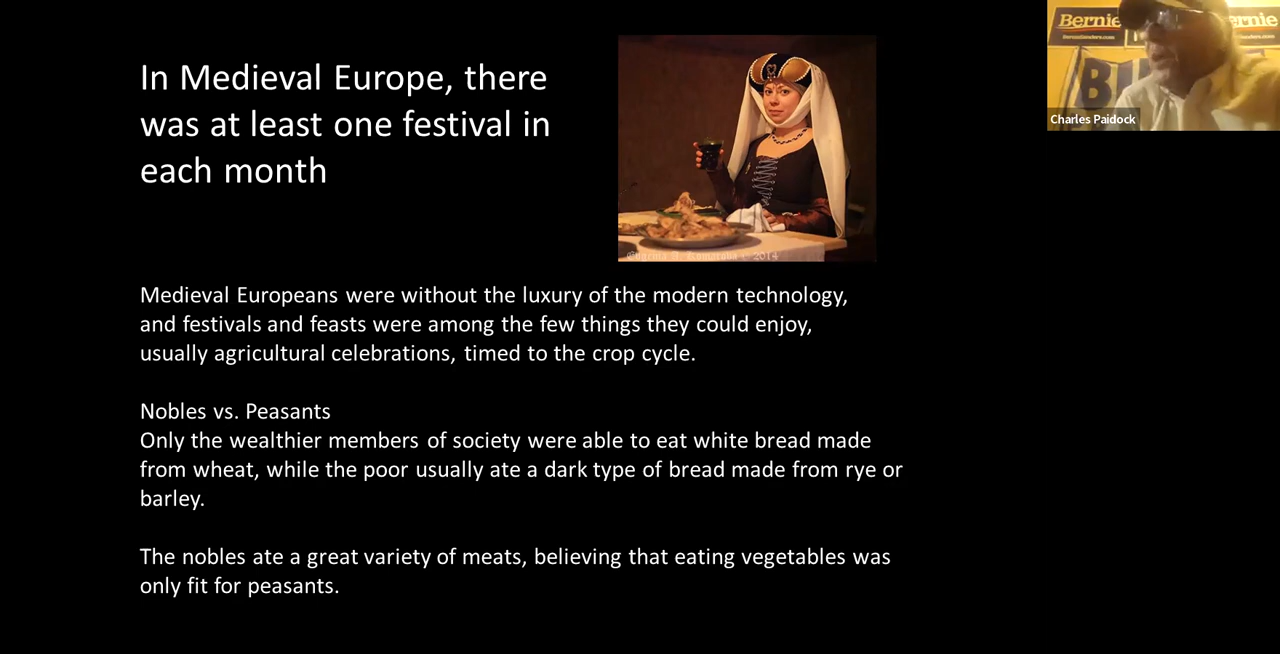 In Medieval Europe, there
was at least one festival in
each month
Medieval Europeans were without the luxury of the modern technology,
and festivals and feasts were among the few things they could enjoy,
usually agricultural celebrations, timed to the crop cycle.
Nobles vs. Peasants
Only the wealthier members of society were able to eat white bread made
from wheat, while the poor usually ate a dark type of bread made from rye or
barley.
The nobles ate a great variety of meats, believing that eating vegetables was
only fit for peasants.
2014
Bernie
ernie
Charles Paidock